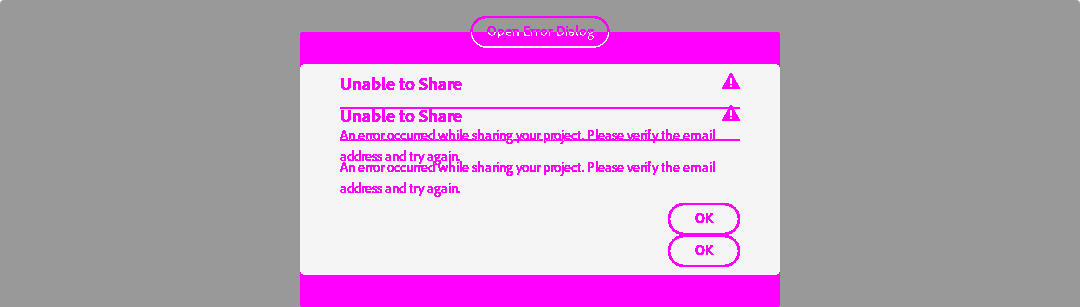 Open Error Dialog
Unable to Share
Unable to Share
An error occurred while sharing your project. Please verify the email
address and try again.
An error occurred while sharing your project. Please verify the email
address and try again.
OK
OK